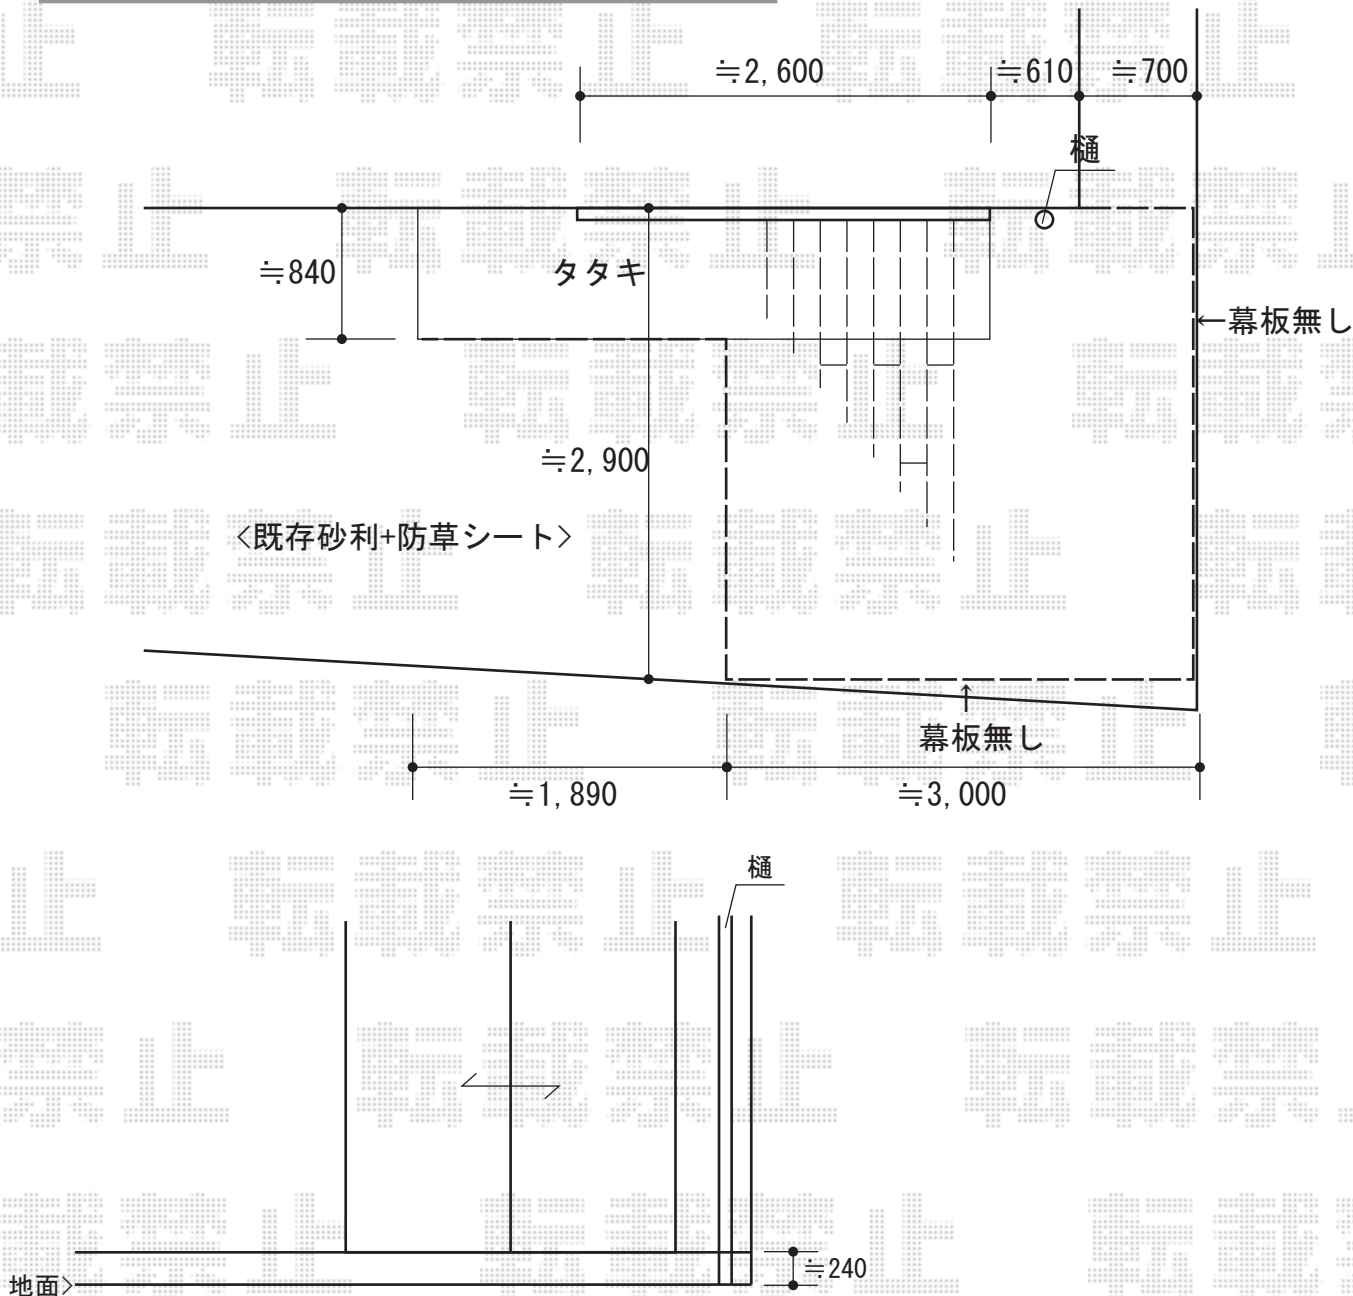 ≒2,600
≒610
≒700
樋
≒840
タタキ
←幕板無し
≒2,900
<既存砂利+防草シート>
↑
幕板無し
≒1,890
≒3,000
樋
≒240
地面>
転載禁止